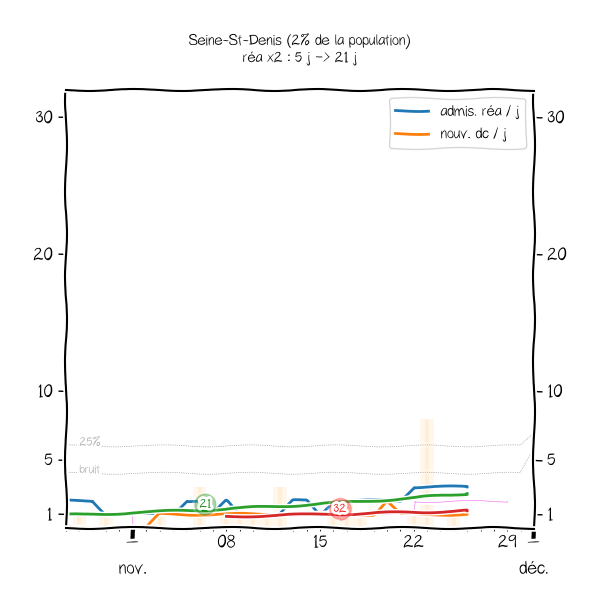 Seine-St-Denis (2% de la population)
réa x2 : 5 j -> 21 j
admis. réa / j
nouv. dc / j
30
30
20
20
10
10
25%
5
5
bruit
21
32
1
1
08
15
22
29
nov.
déc.